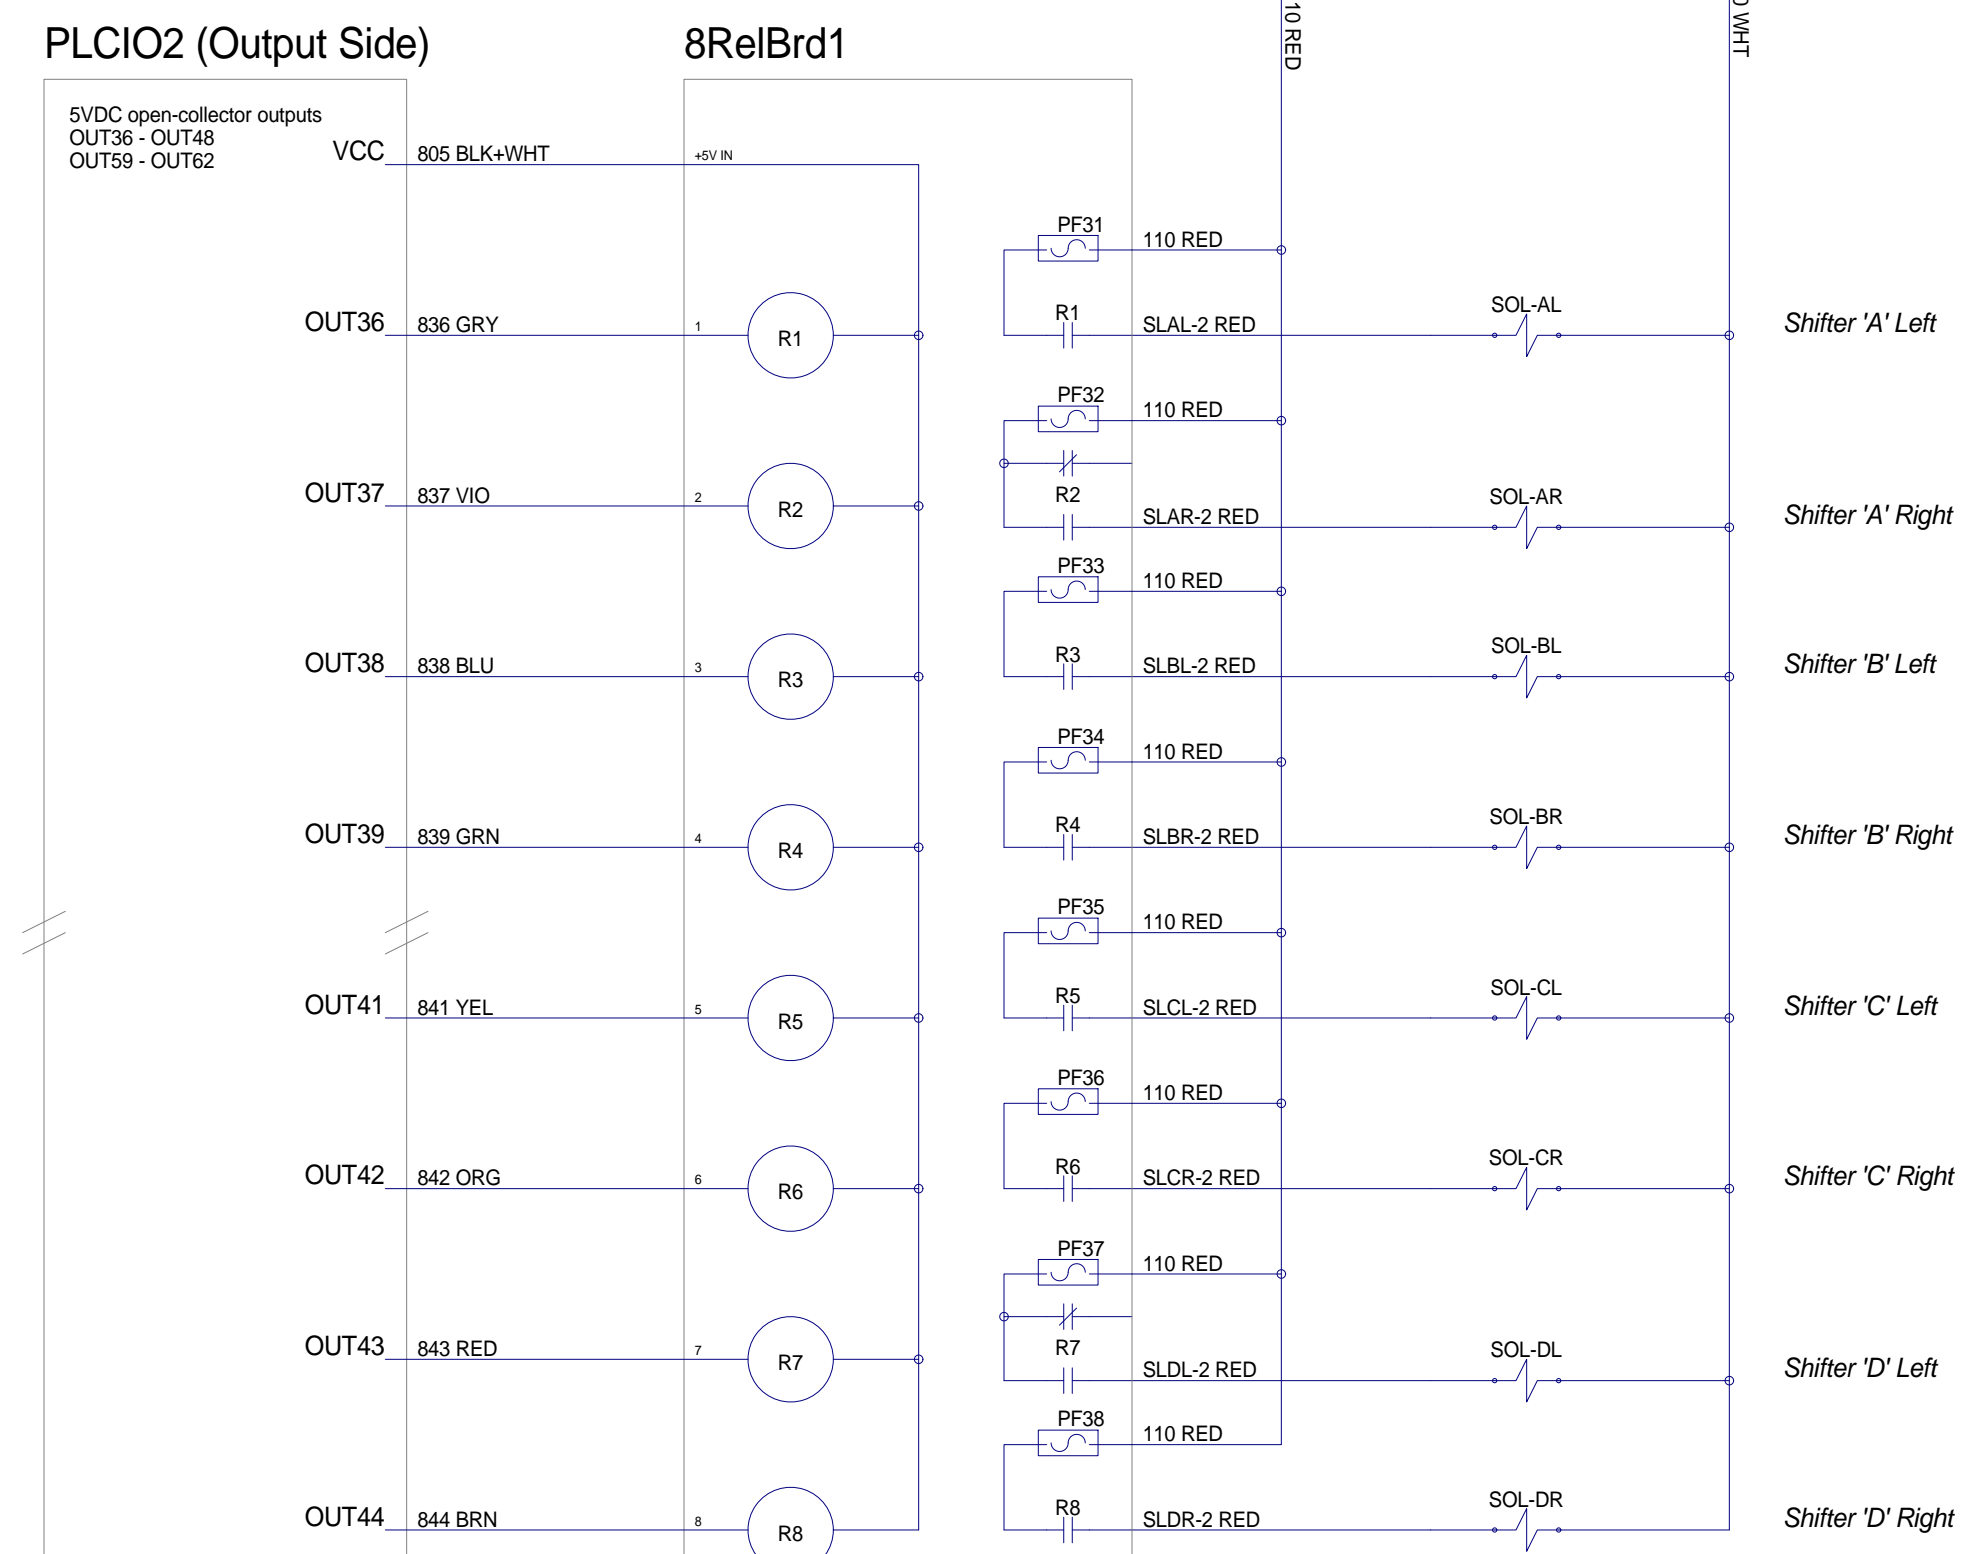 10 RED
0 WHT
PLCIO2 (Output Side)
8RelBrd1
5VDC open-collector outputs
OUT36 - OUT48
OUT59 - OUT62
VCC
805 BLK+WHT
+5V IN
PF31
110 RED
OUT36
836 GRY
1
R1
R1
SLAL-2 RED
SOL-AL
Shifter 'A' Left
PF32
110 RED
OUT37
837 VIO
2
R2
R2
SLAR-2 RED
SOL-AR
Shifter 'A' Right
PF33
110 RED
OUT38
838 BLU
3
R3
R3
SLBL-2 RED
SOL-BL
Shifter 'B' Left
PF34
110 RED
OUT39
839 GRN
4
R4
R4
SLBR-2 RED
SOL-BR
Shifter 'B' Right
PF35
110 RED
OUT41
841 YEL
5
R5
R5
SLCL-2 RED
SOL-CL
Shifter 'C' Left
PF36
110 RED
OUT42
842 ORG
6
R6
R6
SLCR-2 RED
SOL-CR
Shifter 'C' Right
PF37
110 RED
OUT43
843 RED
7
R7
R7
SLDL-2 RED
SOL-DL
Shifter 'D' Left
PF38
110 RED
OUT44
844 BRN
8
R8
R8
SLDR-2 RED
SOL-DR
Shifter 'D' Right